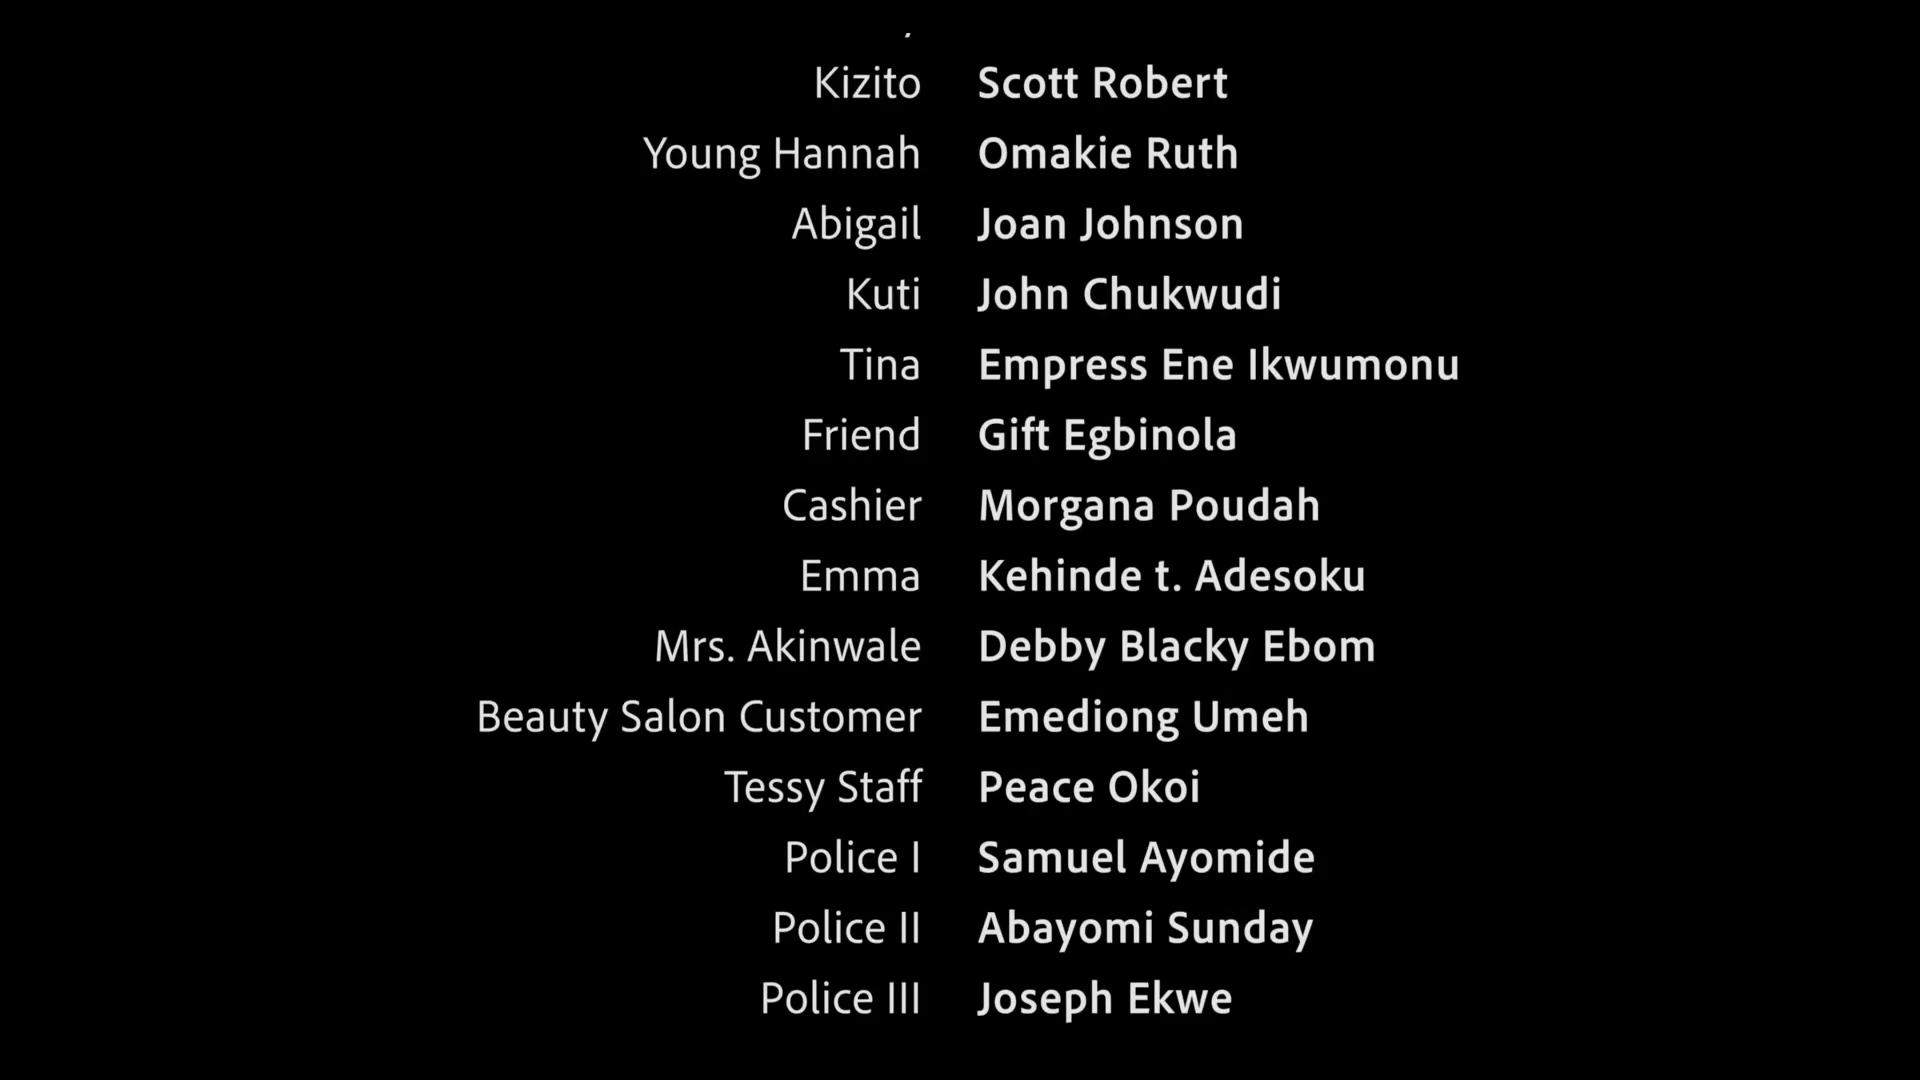 Kizito Scott Robert
Young Hannah Omakie Ruth
Abigail Joan Johnson
Kuti John Chukwudi
Tina Empress Ene Ikwumonu
Friend Gift Egbinola
Cashier Morgana Poudah
Emma Kehinde t. Adesoku
Mrs. Akinwale Debby Blacky Ebom
Beauty Salon Customer Emediong Umeh
Tessy Staff Peace Okoi
Police I Samuel Ayomide
Police II Abayomi Sunday
Police III Joseph Ekwe